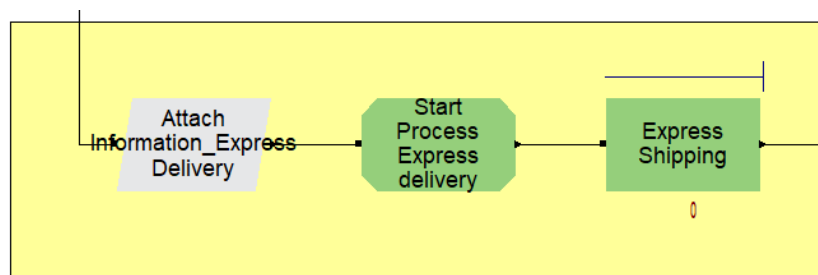 Attach
Information_Express
Delivery
Start
Process
Express
delivery
Express
Shipping
0